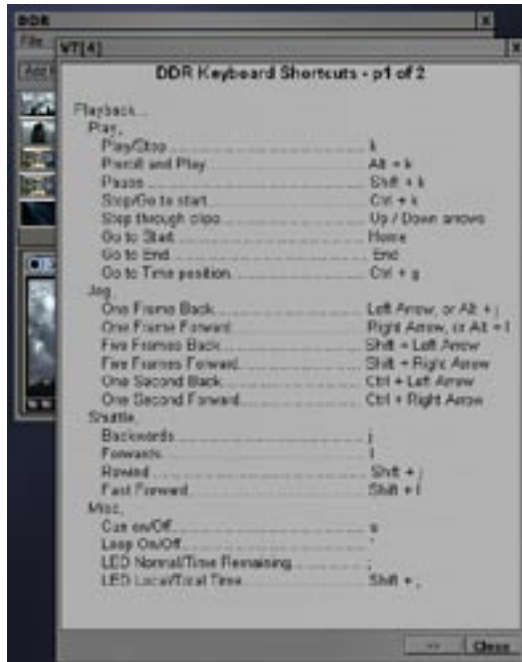 DDR
File
VT[4]
DDR Keyboard Shortcuts - p1 of 2
Playback...
Play,
Play/Stop k
Preroll and Play Alt + k
Pause Shift + k
Stop/Go to start Ctrl + k
Step through clips Up / Down arrows
Go to Start Home
Go to End End
Go to Time position Ctrl + g
Jog,
One Frame Back Left Arrow, or Alt + j
One Frame Forward Right Arrow, or Alt + l
Five Frames Back Shift + Left Arrow
Five Frames Forward Shift + Right Arrow
One Second Back Ctrl + Left Arrow
One Second Forward Ctrl + Right Arrow
Shuttle,
Backwards j
Forwards l
Rewind Shift + j
Fast Forward Shift + l
Misc,
Cue on/Off
Loop On/Off
LED Normal/Time Remaining
LED Local/Total Time Shift +
Close